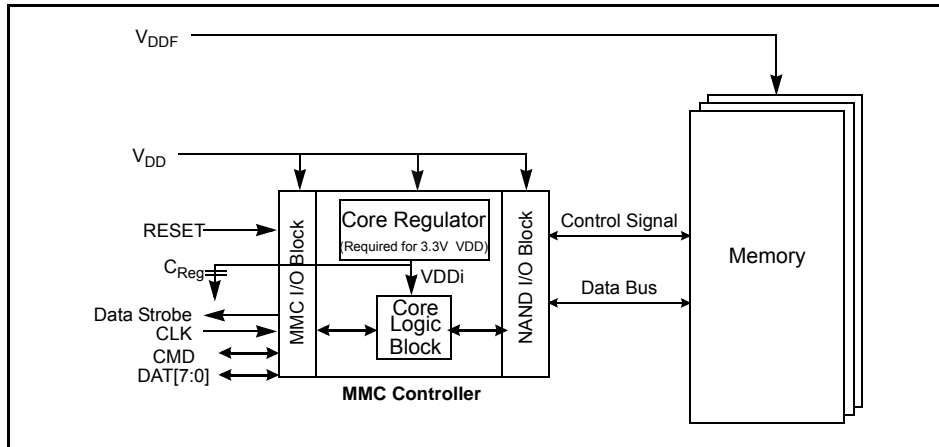 VDDF
VDD
RESET
CReg
Data Strobe
CLK
CMD
DAT[7:0]
MMC I/O Block
Core Regulator
(Required for 3.3V VDD)
VDDi
Core
Logic
Block
NAND I/O Block
MMC Controller
Control Signal
Data Bus
Memory